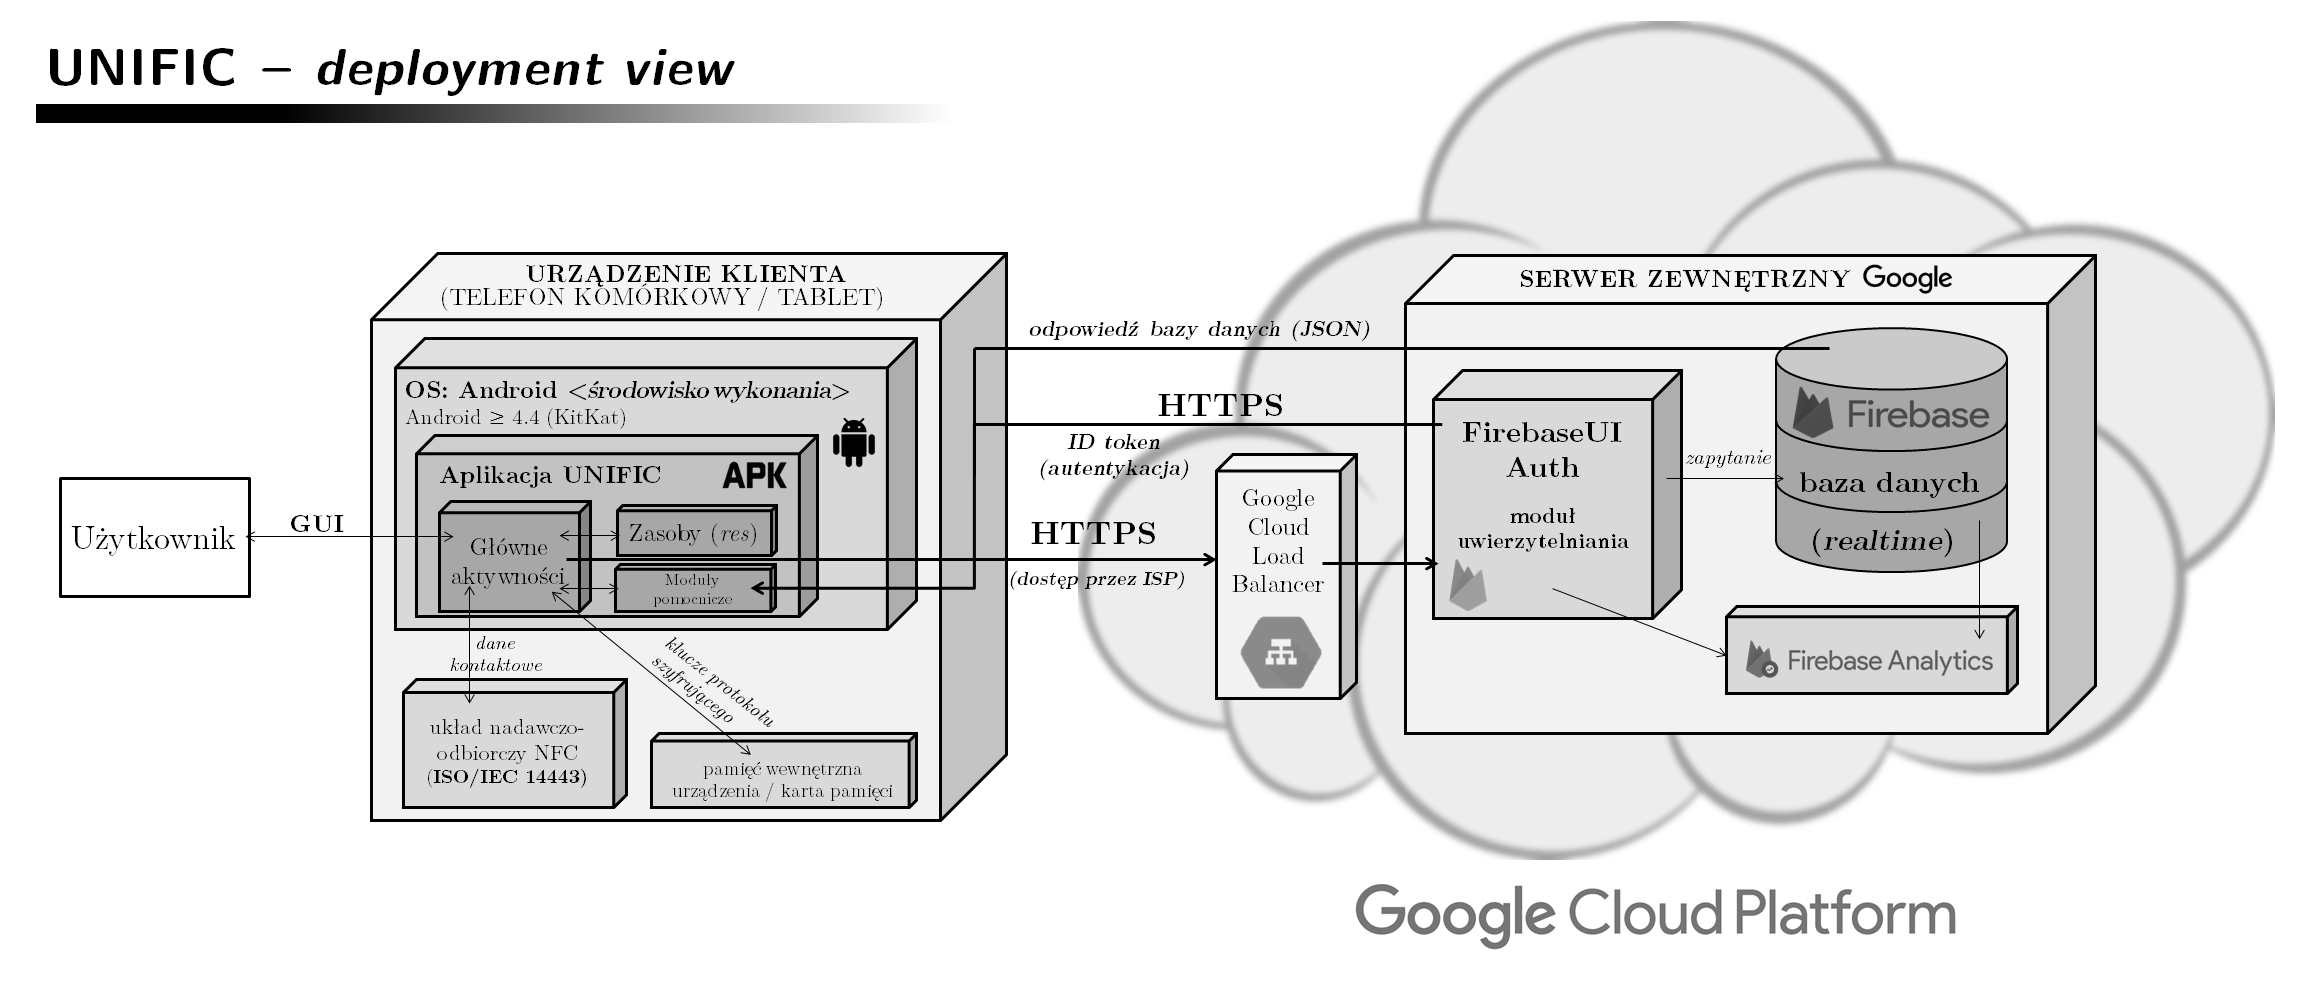 UNIFIC – deployment view
URZĄDZENIE KLIENTA
(TELEFON KOMÓRKOWY / TABLET)
OS: Android <środowisko wykonania>
Android ≥ 4.4 (KitKat)
Aplikacja UNIFIC
APK
Użytkownik
GUI
Główne
aktywności
Zasoby (res)
Moduły
pomocnicze
dane
kontaktowe
klucze protokołu
szyfrującego
układ nadawczo-
odbiorczy NFC
(ISO/IEC 14443)
pamięć wewnętrzna
urządzenia / karta pamięci
odpowiedź bazy danych (JSON)
HTTPS
ID token
(autentykacja)
HTTPS
(dostęp przez ISP)
Google
Cloud
Load
Balancer
SERWER ZEWNĘTRZNY Google
FirebaseUI
Auth
moduł
uwierzytelniania
zapytanie
Firebase
baza danych
(realtime)
Firebase Analytics
Google Cloud Platform